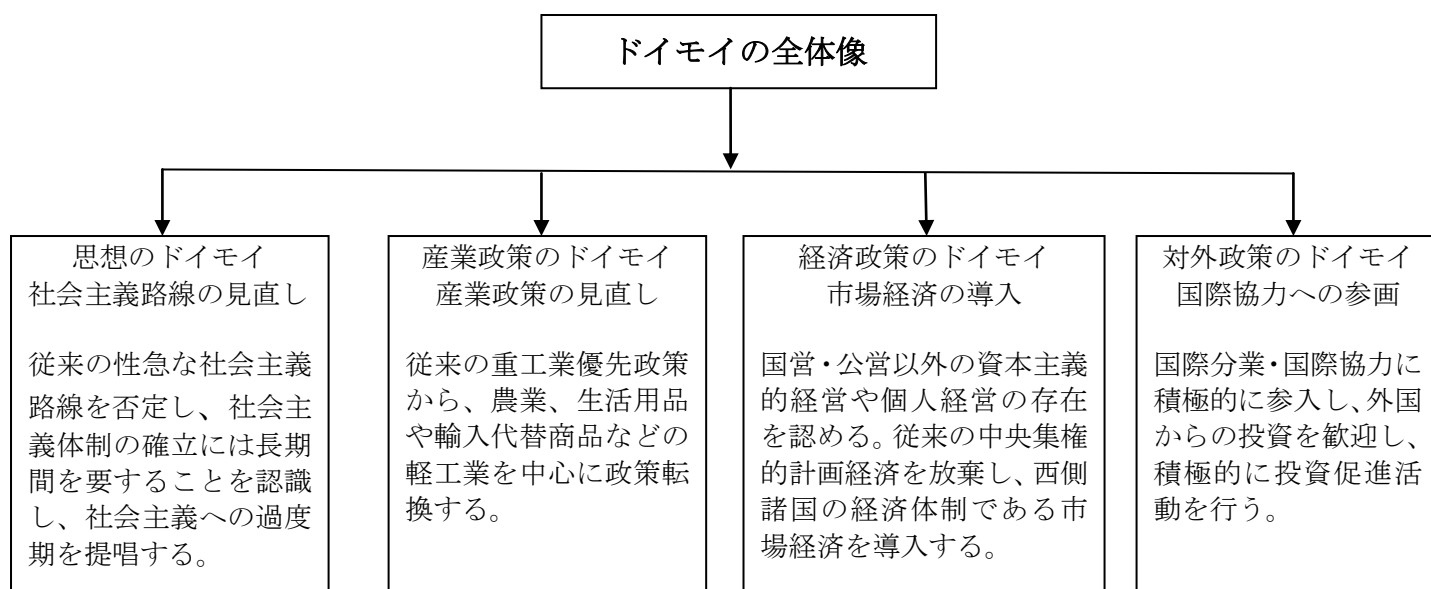 ドイモイの全体像
思想のドイモイ
社会主義路線の見直し
従来の性急な社会主義
路線を否定し、社会主
義体制の確立には長期
間を要することを認識
し、社会主義への過度
期を提唱する。
産業政策のドイモイ
産業政策の見直し
従来の重工業優先政策
から、農業、生活用品
や輸入代替商品などの
軽工業を中心に政策転
換する。
経済政策のドイモイ
市場経済の導入
国営・公営以外の資本主義
的経営や個人経営の存在
を認める。従来の中央集権
的計画経済を放棄し、西側
諸国の経済体制である市
場経済を導入する。
対外政策のドイモイ
国際協力への参画
国際分業・国際協力に
積極的に参入し、外国
からの投資を歓迎し、
積極的に投資促進活
動を行う。